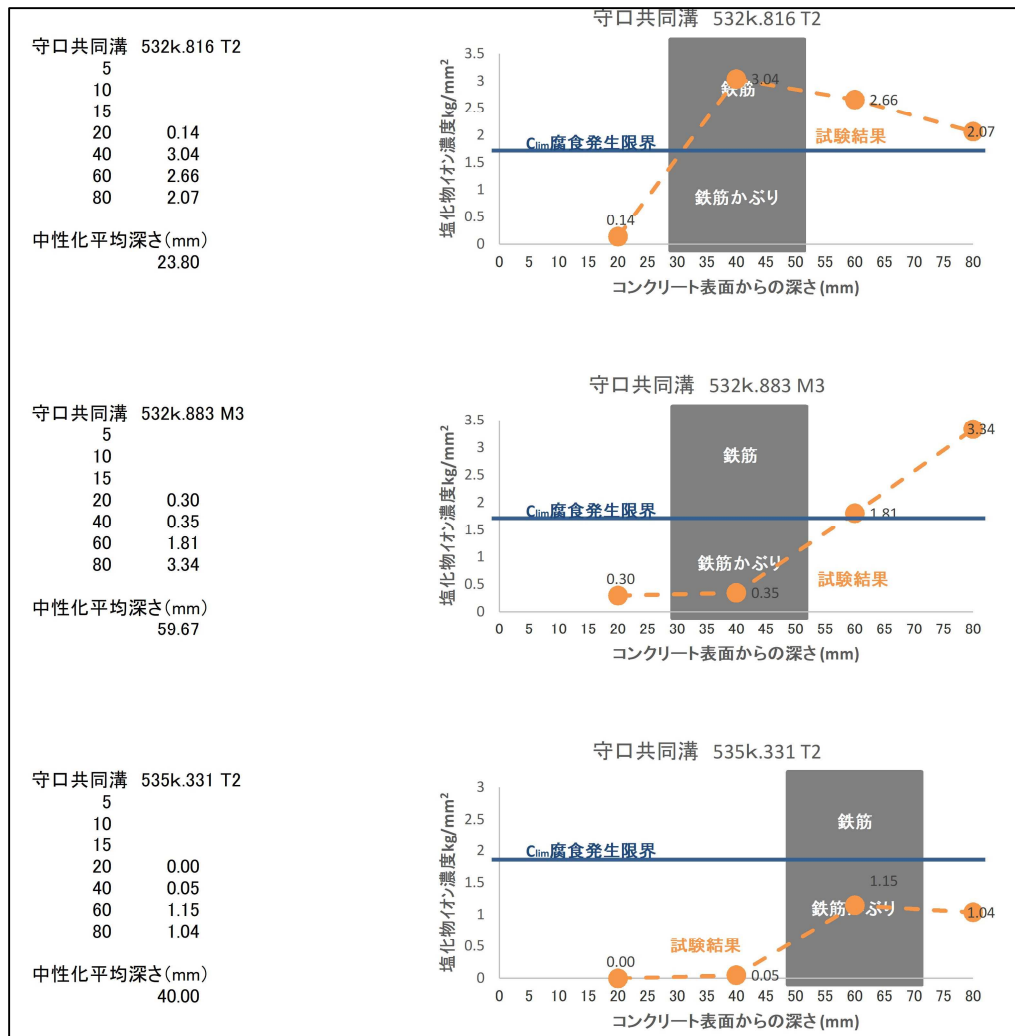 守口共同溝 532k.816 T2
5
10
15
20 0.14
40 3.04
60 2.66
80 2.07
中性化平均深さ(mm)
23.80
守口共同溝 532k.816 T2
塩化物イオン濃度kg/mm²
3.5
3
2.5
2
1.5
1
0.5
0
鉄筋
3.04
2.66
2.07
試験結果
Clim腐食発生限界
鉄筋かぶり
0.14
0 5 10 15 20 25 30 35 40 45 50 55 60 65 70 75 80
コンクリート表面からの深さ(mm)
守口共同溝 532k.883 M3
5
10
15
20 0.30
40 0.35
60 1.81
80 3.34
中性化平均深さ(mm)
59.67
守口共同溝 532k.883 M3
塩化物イオン濃度kg/mm²
3.5
3
2.5
2
1.5
1
0.5
0
鉄筋
3.34
Clim腐食発生限界
1.81
鉄筋かぶり
試験結果
0.30
0.35
0 5 10 15 20 25 30 35 40 45 50 55 60 65 70 75 80
コンクリート表面からの深さ(mm)
守口共同溝 535k.331 T2
5
10
15
20 0.00
40 0.05
60 1.15
80 1.04
中性化平均深さ(mm)
40.00
守口共同溝 535k.331 T2
塩化物イオン濃度kg/mm²
3
2.5
2
1.5
1
0.5
0
鉄筋
Clim腐食発生限界
1.15
鉄筋かぶり
1.04
試験結果
0.00
0.05
0 5 10 15 20 25 30 35 40 45 50 55 60 65 70 75 80
コンクリート表面からの深さ(mm)